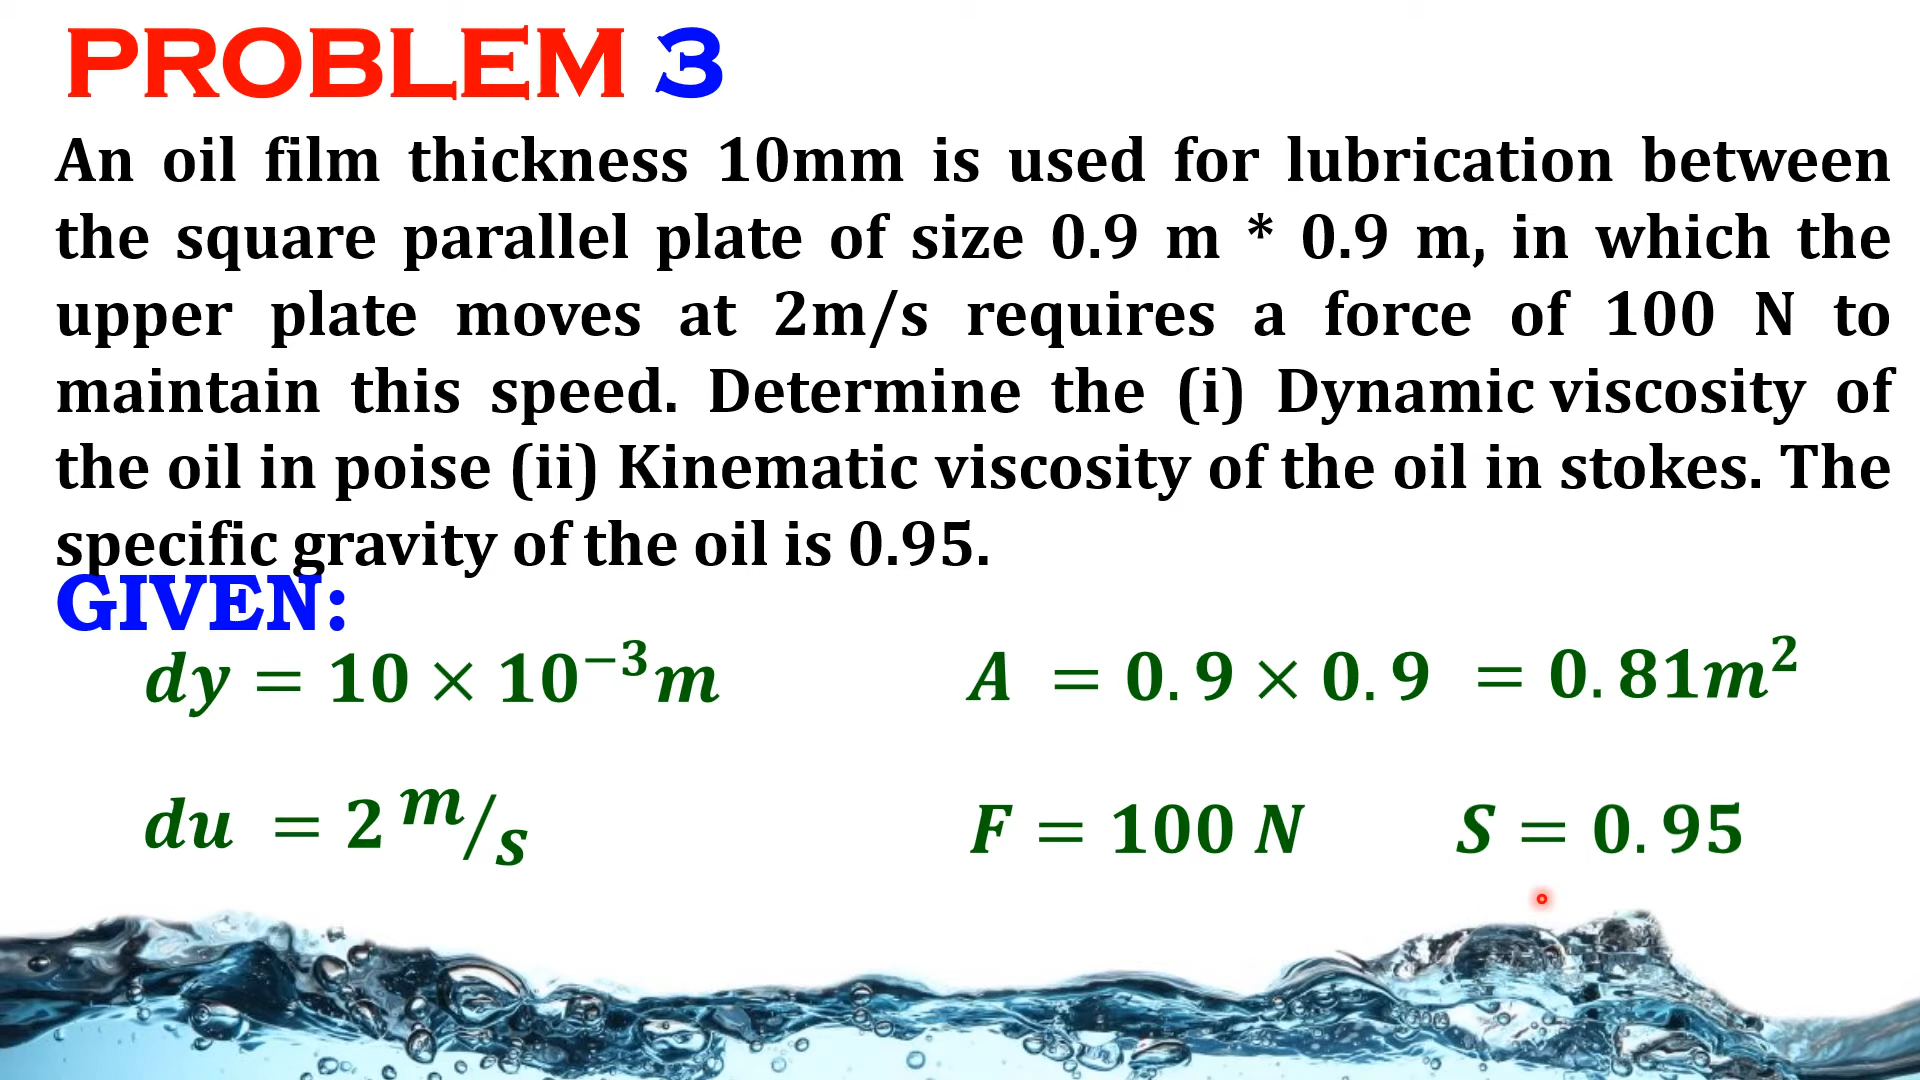 PROBLEM 3
An oil film thickness 10mm is used for lubrication between
the square parallel plate of size 0.9 m * 0.9 m, in which the
upper plate moves at 2m/s requires a force of 100 N to
maintain this speed. Determine the (i) Dynamic viscosity of
the oil in poise (ii) Kinematic viscosity of the oil in stokes. The
specific gravity of the oil is 0.95.
GIVEN:
dy = 10 × 10⁻³m A = 0.9 × 0.9 = 0.81m²
du = 2 m/s F = 100 N S = 0.95